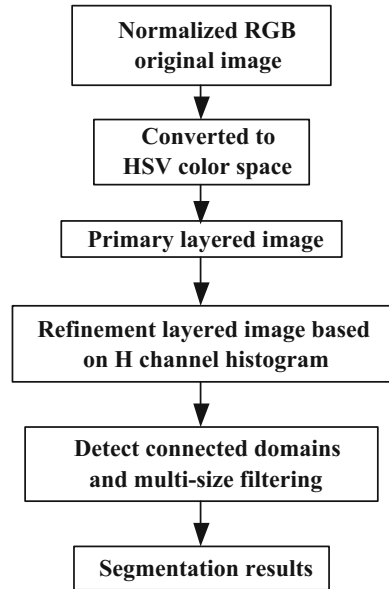 Normalized RGB
original image
Converted to
HSV color space
Primary layered image
Refinement layered image based
on H channel histogram
Detect connected domains
and multi-size filtering
Segmentation results